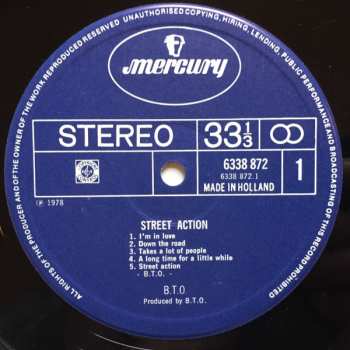 ALL RIGHTS OF THE PRODUCER AND OF THE OWNER OF THE WORK REPRODUCED RESERVED UNAUTHORISED COPYING, HIRING, LENDING, PUBLIC PERFORMANCE AND BROADCASTING OF THIS RECORD PROHIBITED
mercury
STEREO 33⅓
6338 872
6338 872.1
MADE IN HOLLAND
1
℗ 1978
STREET ACTION
1. I'm in love
2. Down the road
3. Takes a lot of people
4. A long time for a little while
5. Street action
- B.T.O. -
B.T.O
Produced by B.T.O.